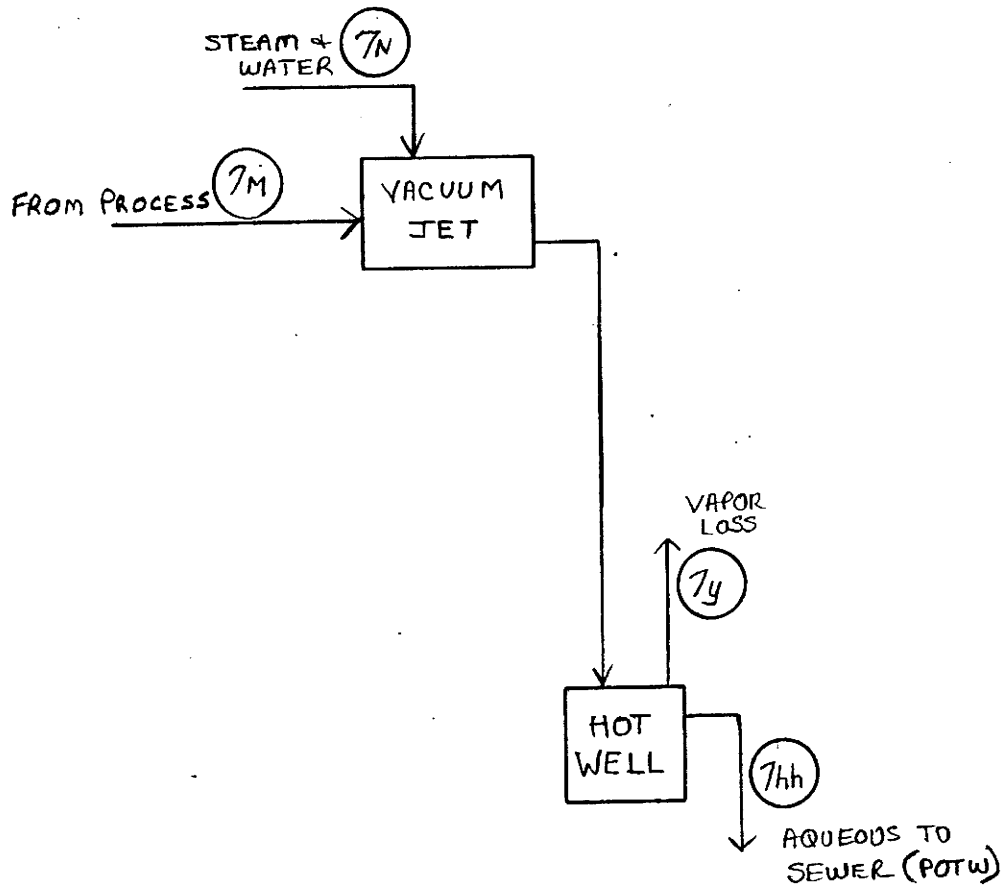 STEAM &
WATER
7N
FROM PROCESS
7M
VACUUM
JET
VAPOR
LOSS
7y
HOT
WELL
7hh
AQUEOUS TO
SEWER (POTW)